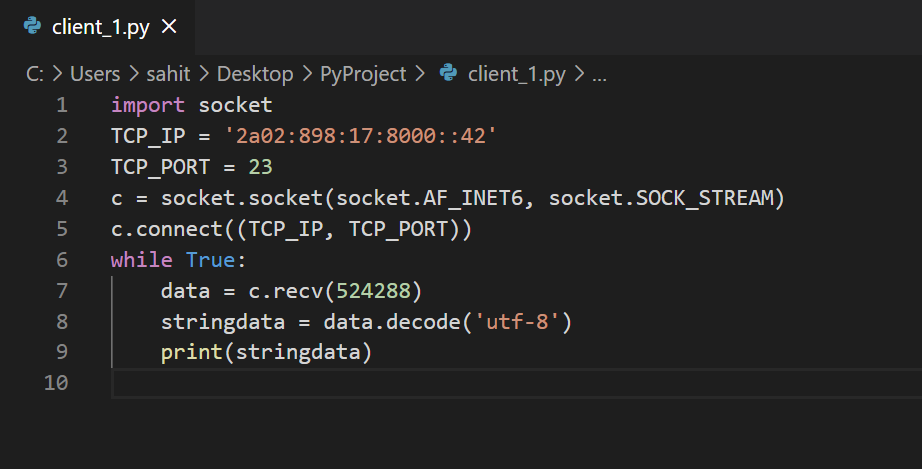 client_1.py
C: > Users > sahit > Desktop > PyProject > client_1.py > ...
1 import socket
2 TCP_IP = '2a02:898:17:8000::42'
3 TCP_PORT = 23
4 c = socket.socket(socket.AF_INET6, socket.SOCK_STREAM)
5 c.connect((TCP_IP, TCP_PORT))
6 while True:
7     data = c.recv(524288)
8     stringdata = data.decode('utf-8')
9     print(stringdata)
10